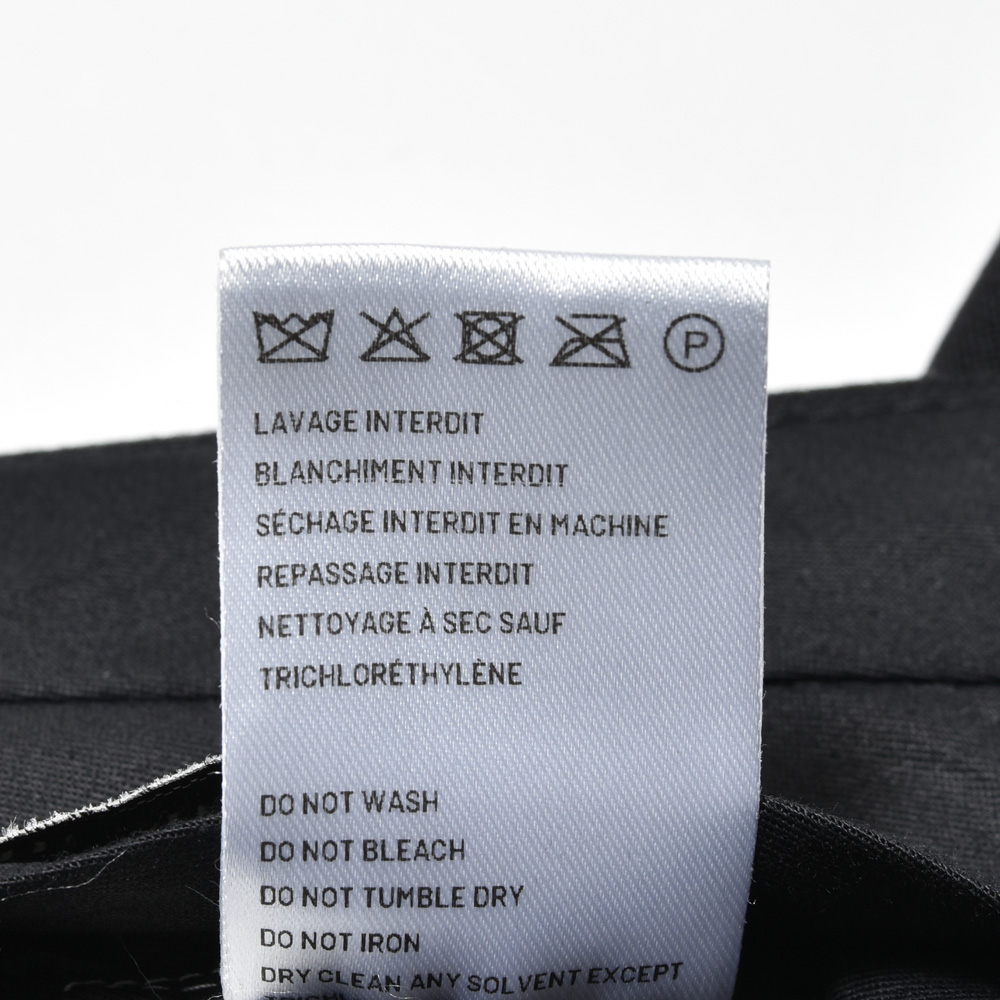 P
LAVAGE INTERDIT
BLANCHIMENT INTERDIT
SÉCHAGE INTERDIT EN MACHINE
REPASSAGE INTERDIT
NETTOYAGE À SEC SAUF
TRICHLORÉTHYLÈNE
DO NOT WASH
DO NOT BLEACH
DO NOT TUMBLE DRY
DO NOT IRON
DRY CLEAN ANY SOLVENT EXCEPT